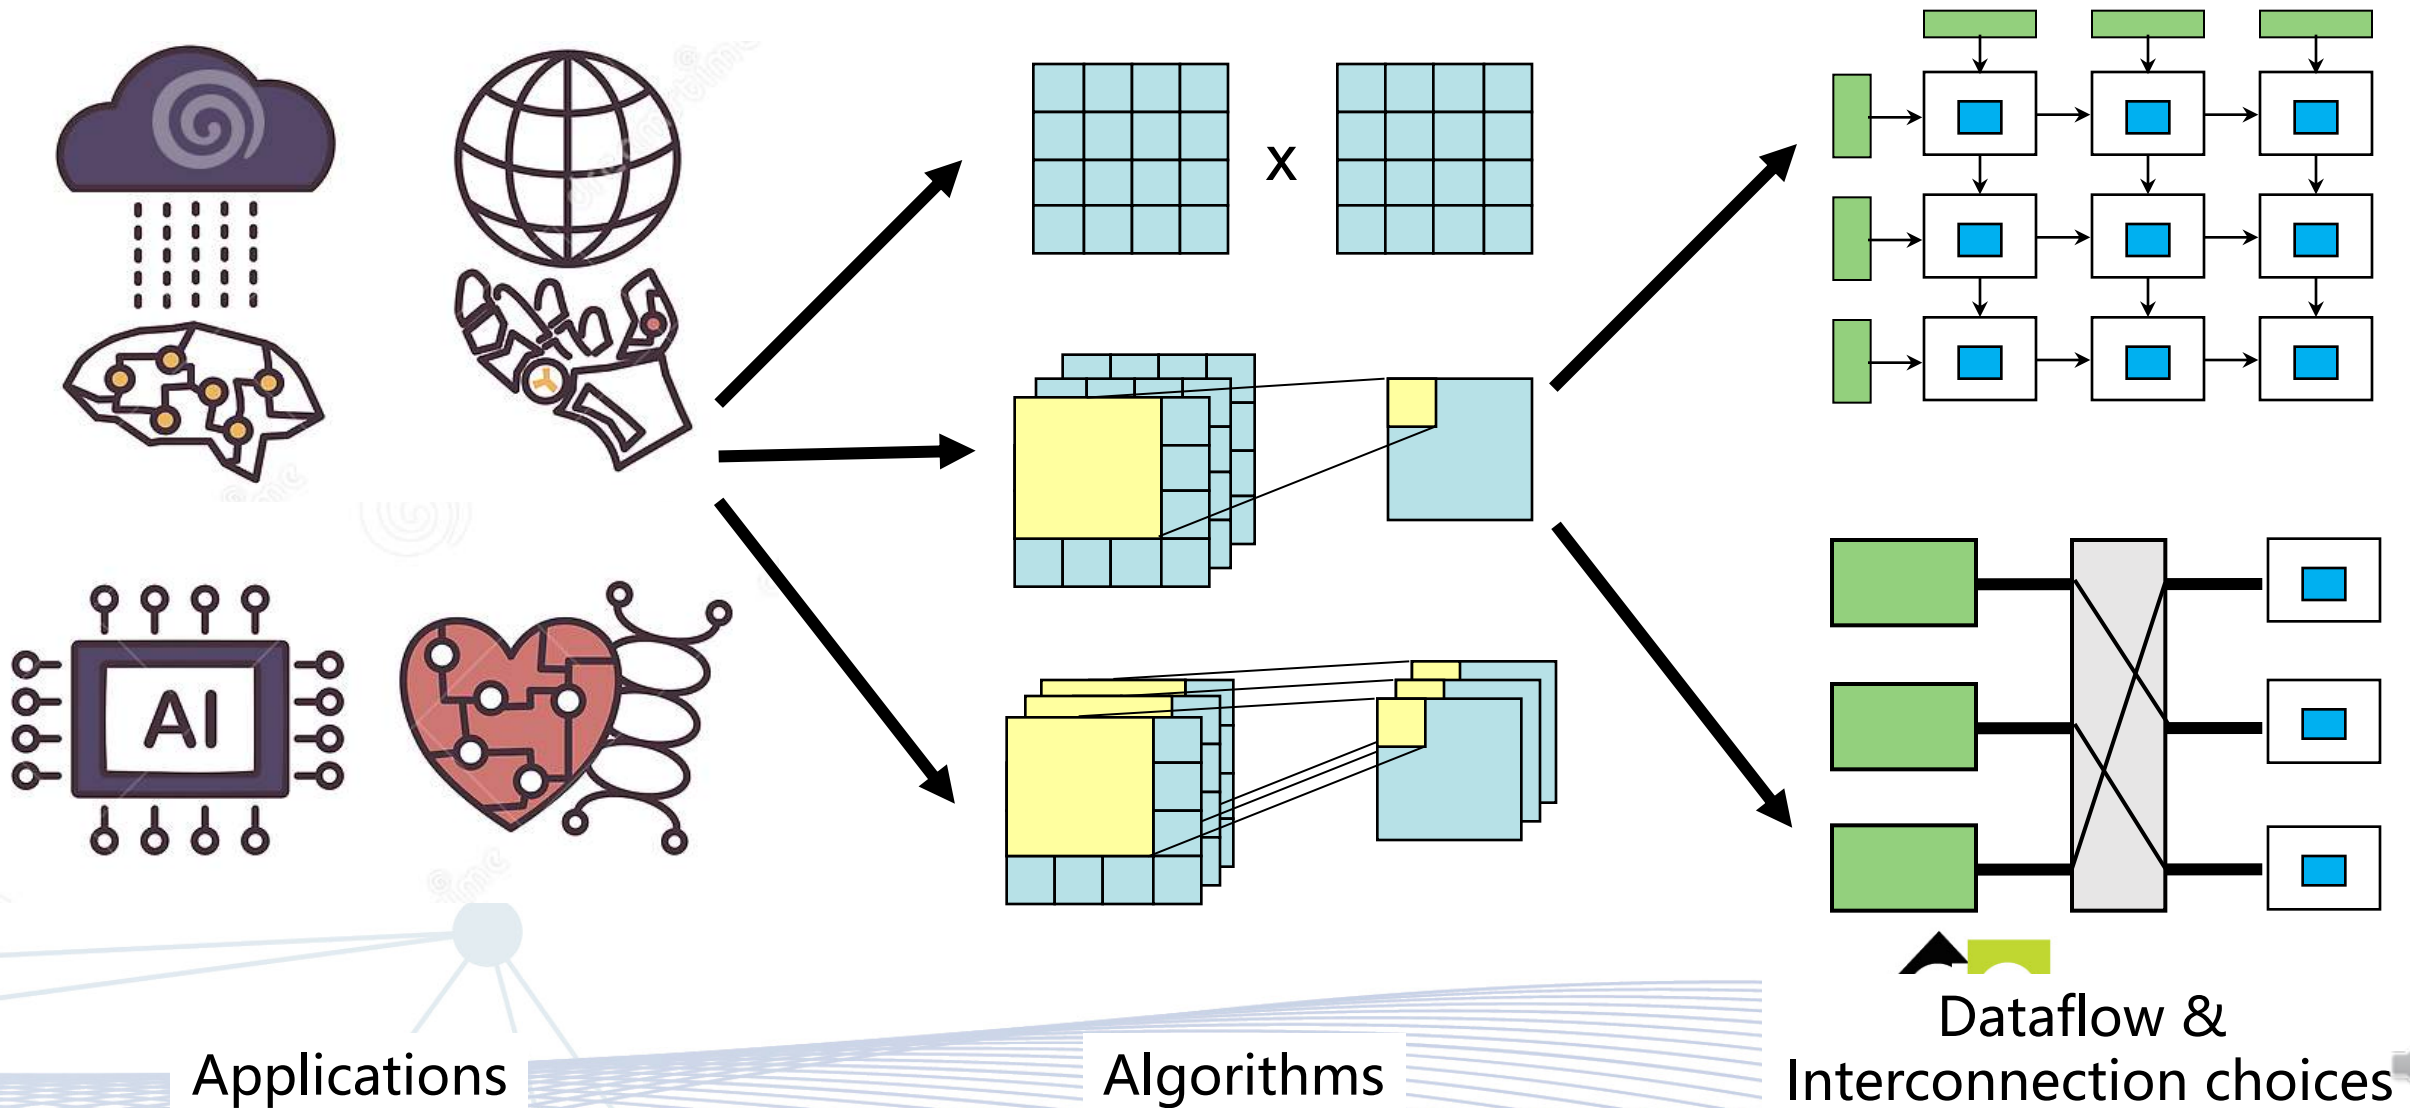 x
AI
Applications
Algorithms
Dataflow &
Interconnection choices